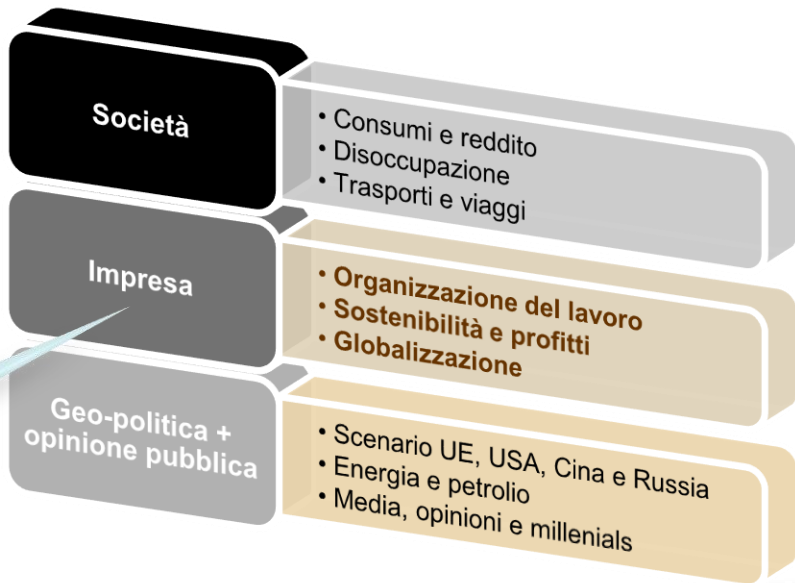 Società
• Consumi e reddito
• Disoccupazione
• Trasporti e viaggi
Impresa
• Organizzazione del lavoro
• Sostenibilità e profitti
• Globalizzazione
Geo-politica +
opinione pubblica
• Scenario UE, USA, Cina e Russia
• Energia e petrolio
• Media, opinioni e millenials